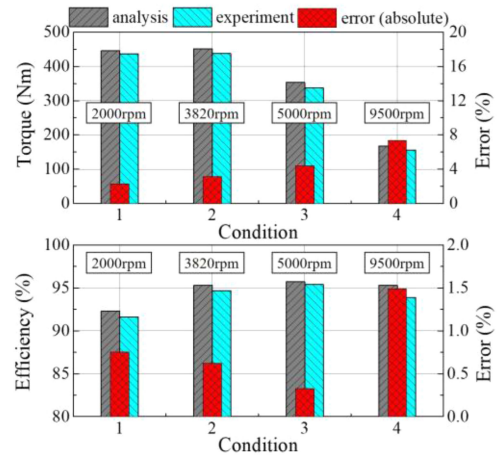 analysis experiment error (absolute)
500 20
400 16
300 12
200 8
100 4
0 0
Torque (Nm)
Error (%)
2000rpm 3820rpm 5000rpm 9500rpm
1 2 3 4
Condition
100 2.0
95 1.5
90 1.0
85 0.5
80 0.0
Efficiency (%)
Error (%)
2000rpm 3820rpm 5000rpm 9500rpm
1 2 3 4
Condition